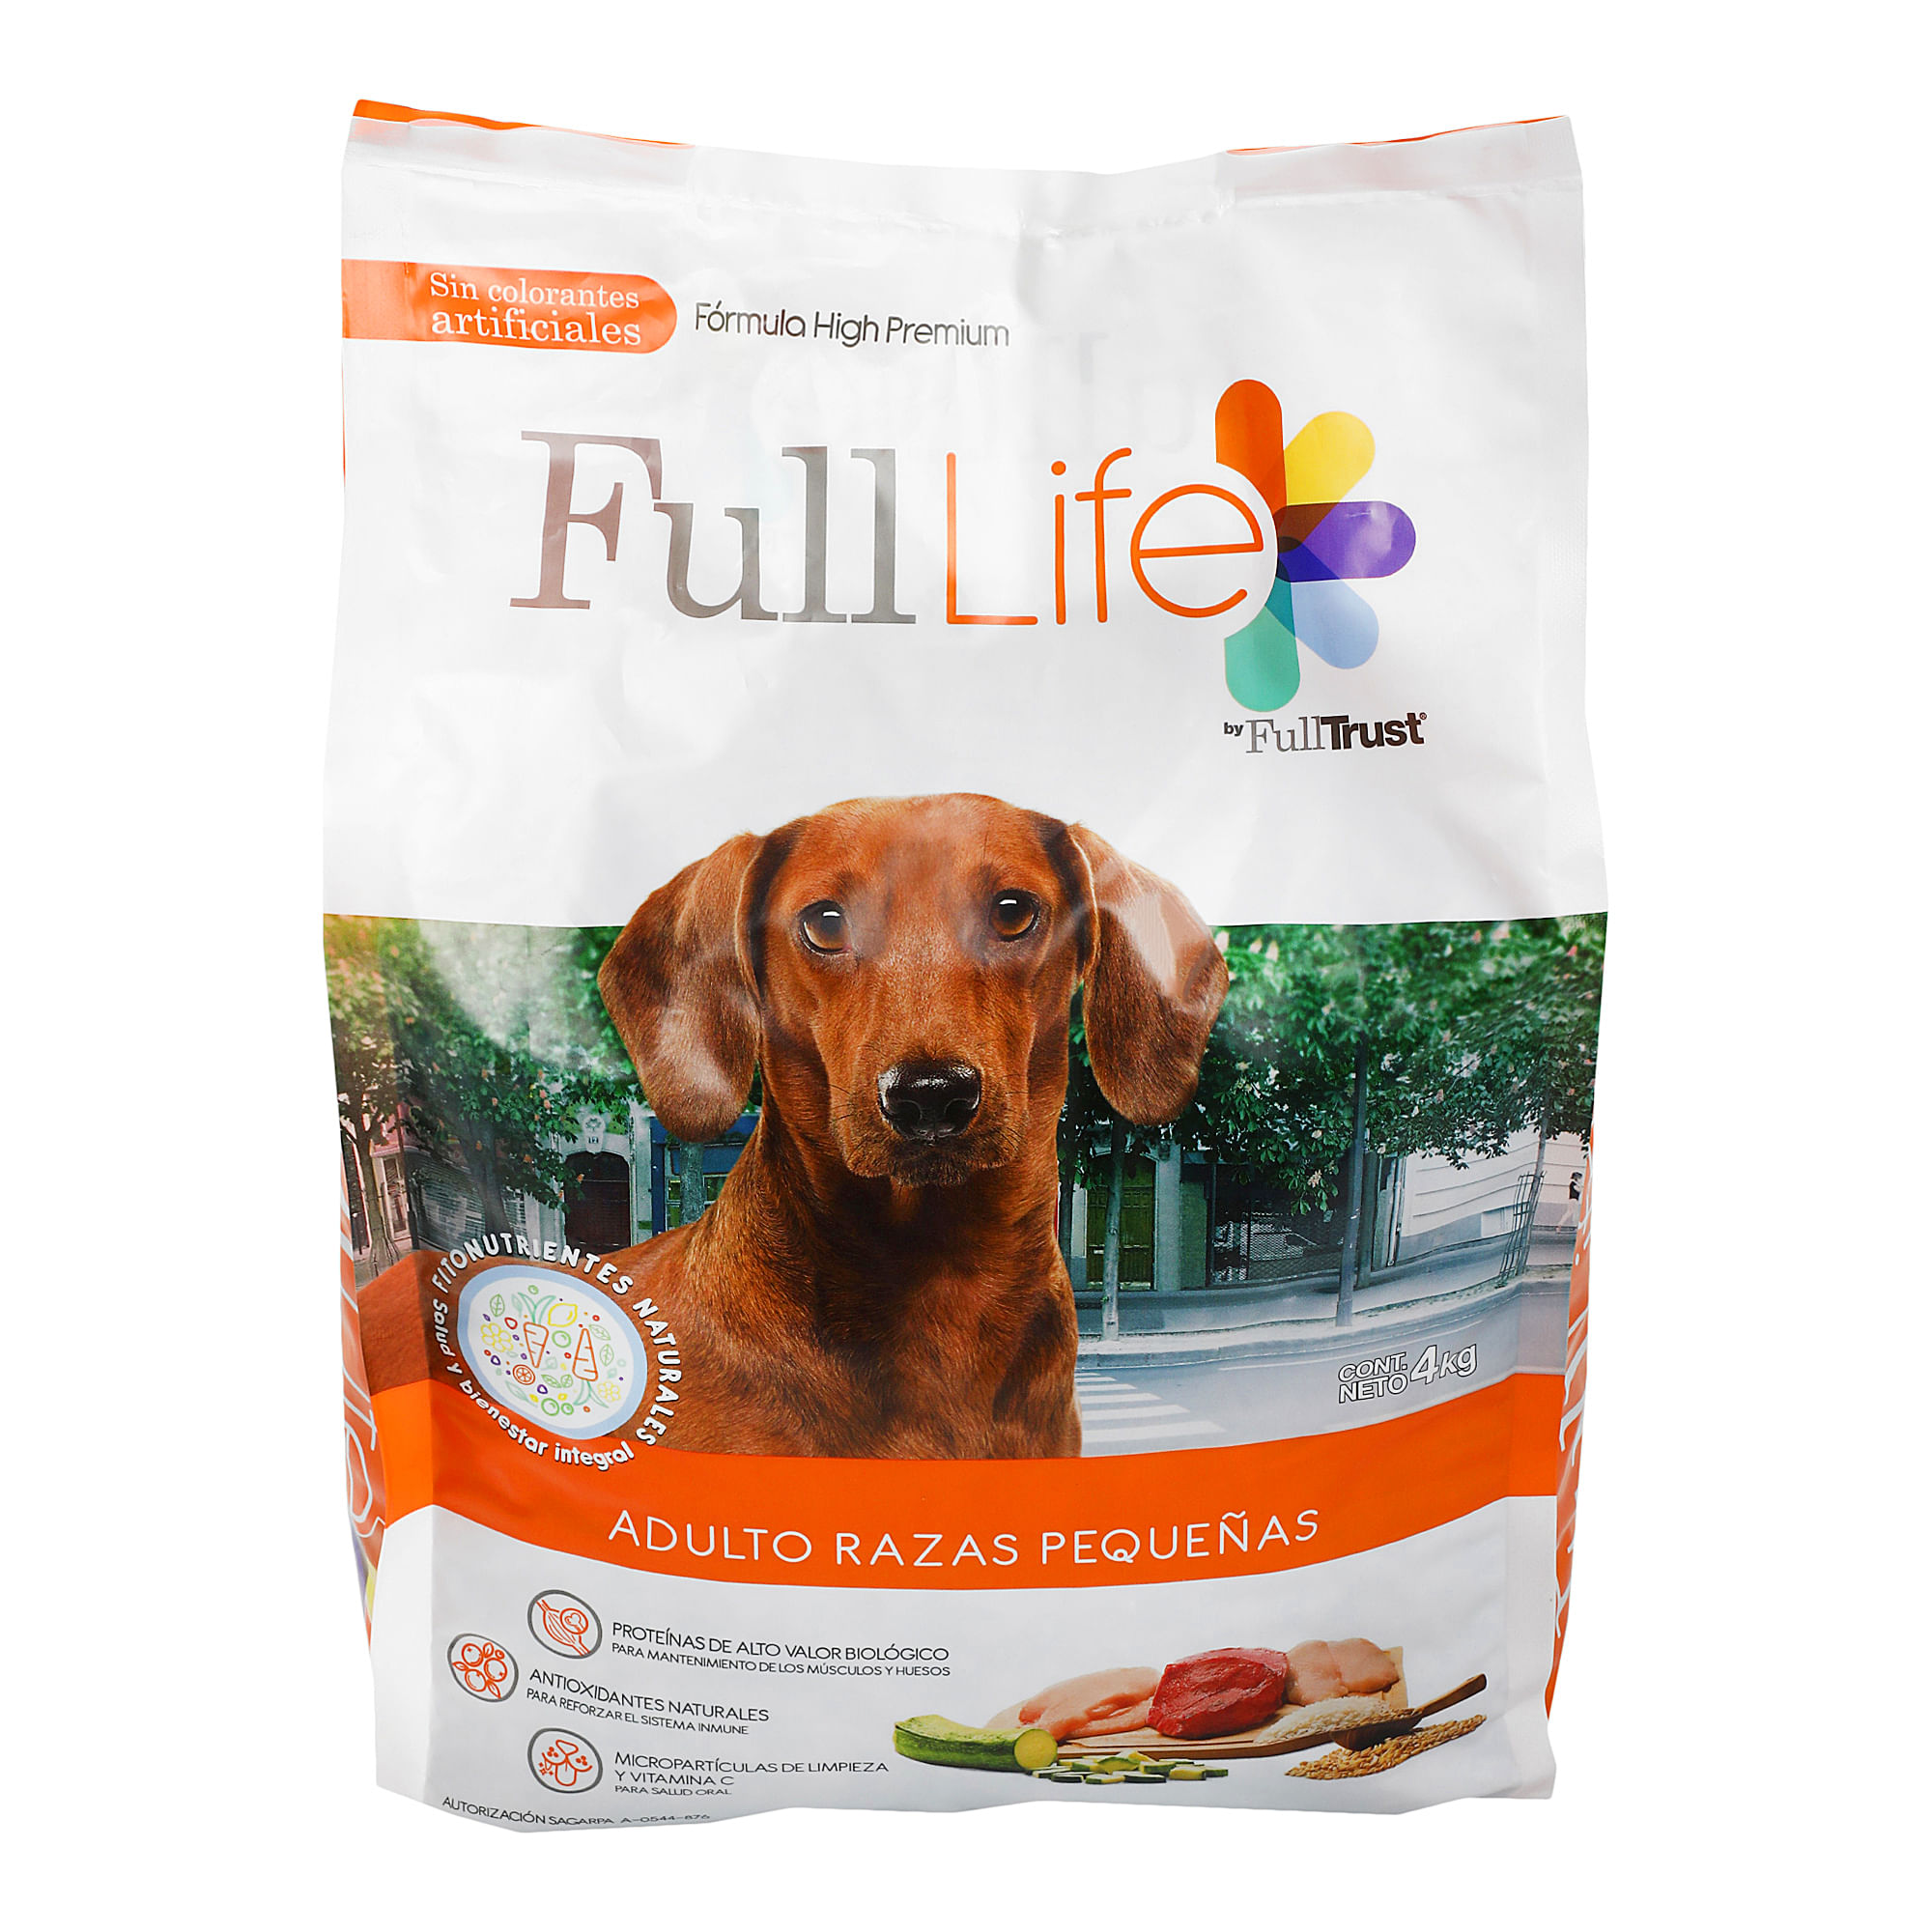 Sin colorantes
artificiales
Fórmula High Premium
Full Life
by FullTrust®
FITONUTRIENTES NATURALES
Salud y bienestar integral
CONT. NETO 4kg
ADULTO RAZAS PEQUEÑAS
PROTEÍNAS DE ALTO VALOR BIOLÓGICO
PARA MANTENIMIENTO DE LOS MÚSCULOS Y HUESOS
ANTIOXIDANTES NATURALES
PARA REFORZAR EL SISTEMA INMUNE
MICROPARTÍCULAS DE LIMPIEZA
Y VITAMINA C
PARA SALUD ORAL
AUTORIZACIÓN SAGARPA A-0544-876